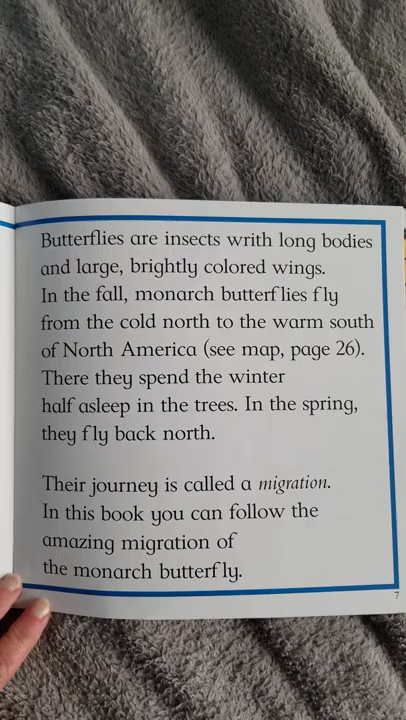 Butterflies are insects writh long bodies
and large, brightly colored wings.
In the fall, monarch butterflies fly
from the cold north to the warm south
of North America (see map, page 26).
There they spend the winter
half asleep in the trees. In the spring,
they fly back north.
Their journey is called a migration.
In this book you can follow the
amazing migration of
the monarch butterfly.
7